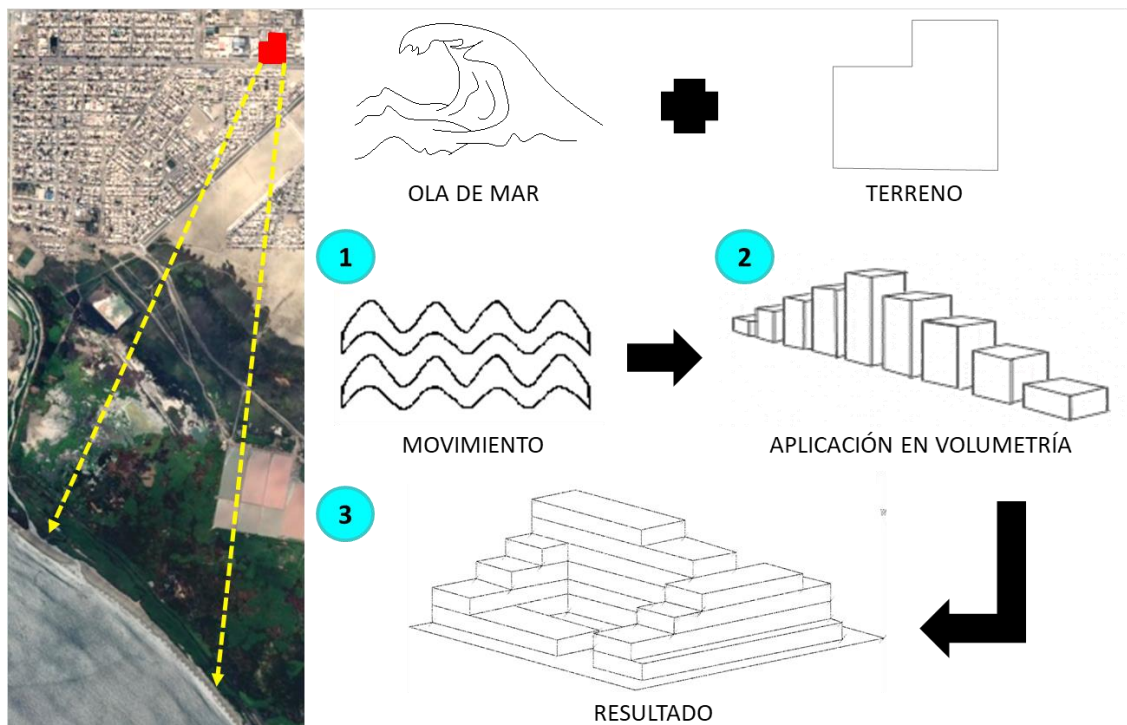 OLA DE MAR
TERRENO
1
2
MOVIMIENTO
APLICACIÓN EN VOLUMETRÍA
3
RESULTADO